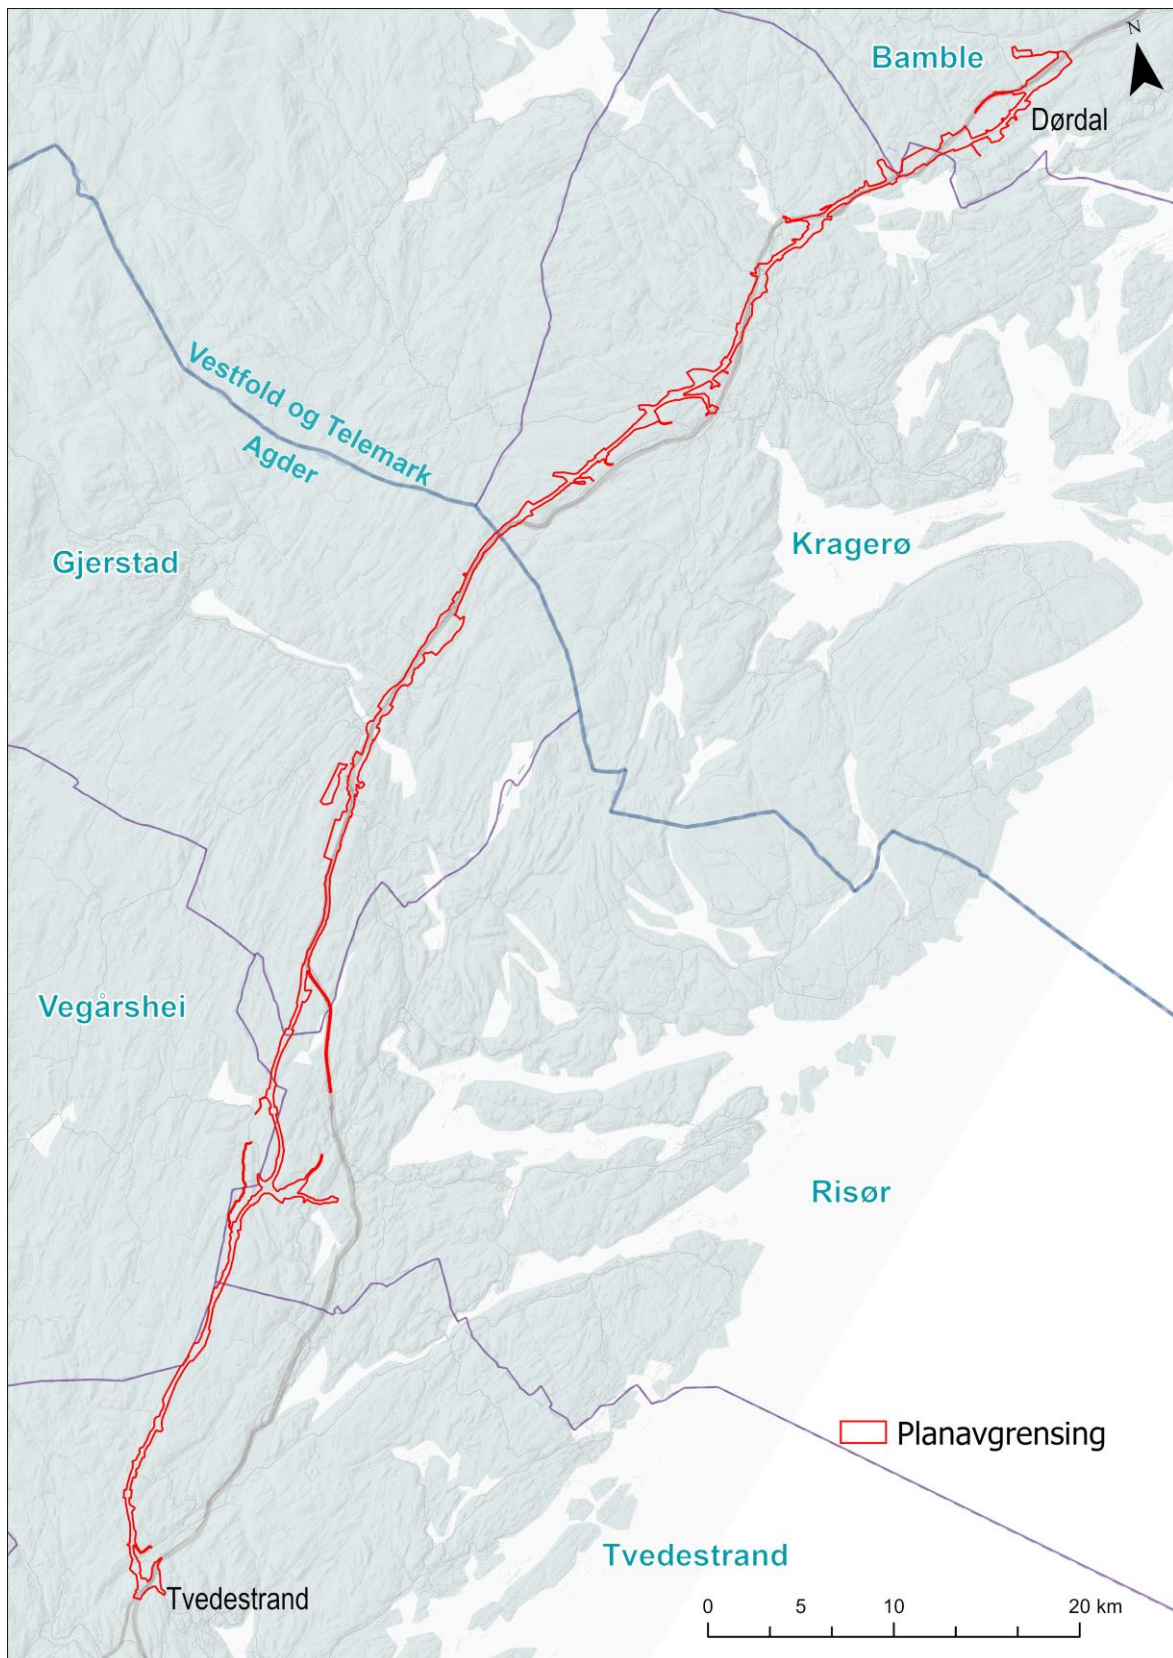 N
Bamble
Dørdal
Vestfold og Telemark
Agder
Gjerstad
Kragerø
Vegårshei
Risør
Planavgrensing
Tvedestrand
Tvedestrand
0 5 10 20 km